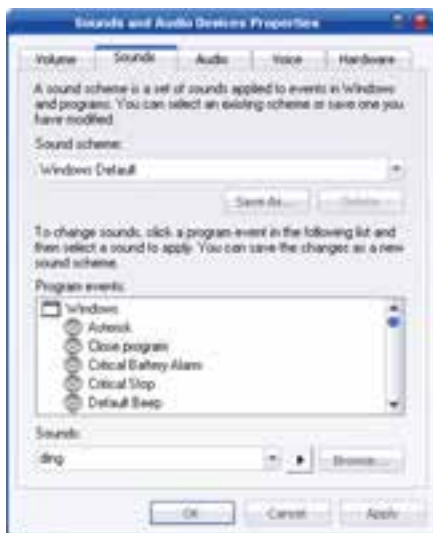 Sounds and Audio Devices Properties
Volume Sounds Audio Voice Hardware
A sound scheme is a set of sounds applied to events in Windows
and programs. You can select an existing scheme or save one you
have modified.
Sound scheme:
Windows Default
Save As... Delete
To change sounds, click a program event in the following list and
then select a sound to apply. You can save the changes as a new
sound scheme.
Program events:
Windows
Asterisk
Close program
Critical Battery Alarm
Critical Stop
Default Beep
Sounds:
ding
Browse...
OK Cancel Apply